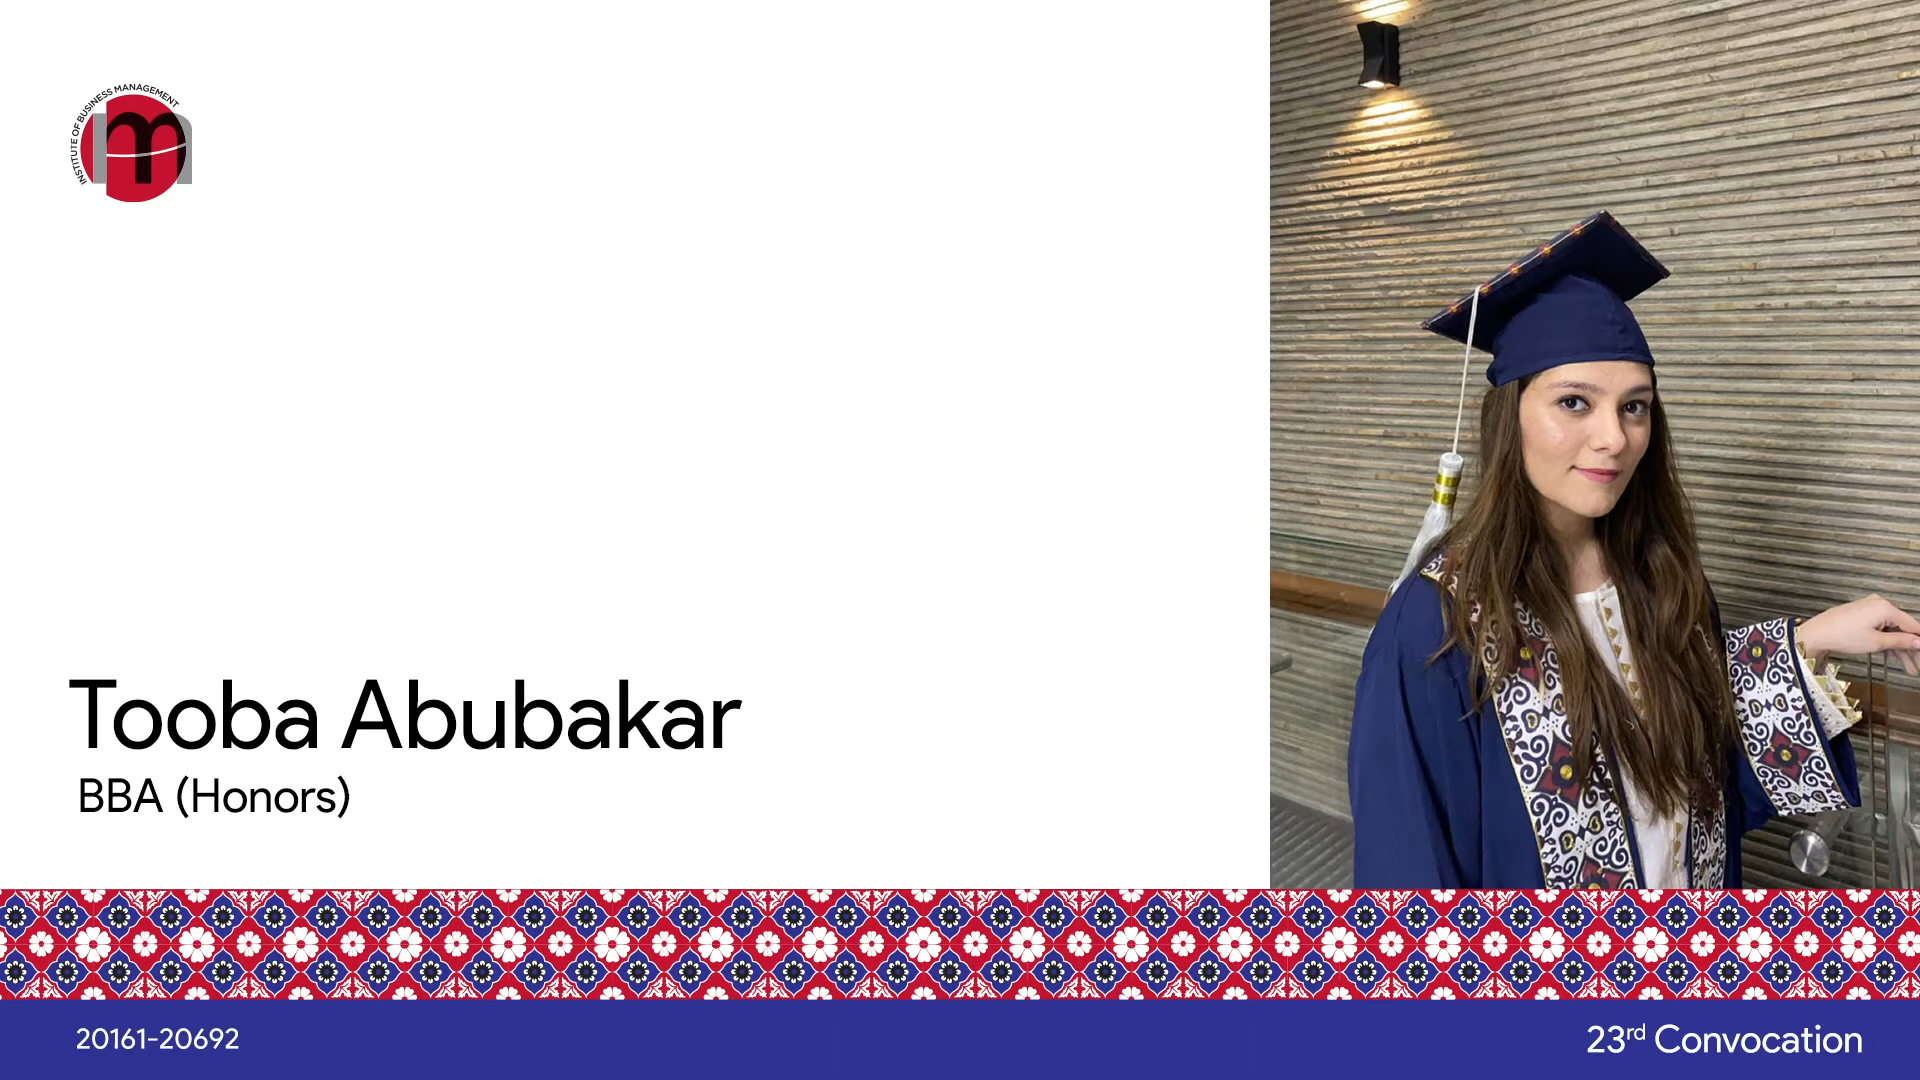 INSTITUTE OF BUSINESS MANAGEMENT
m
Tooba Abubakar
BBA (Honors)
20161-20692
23rd Convocation